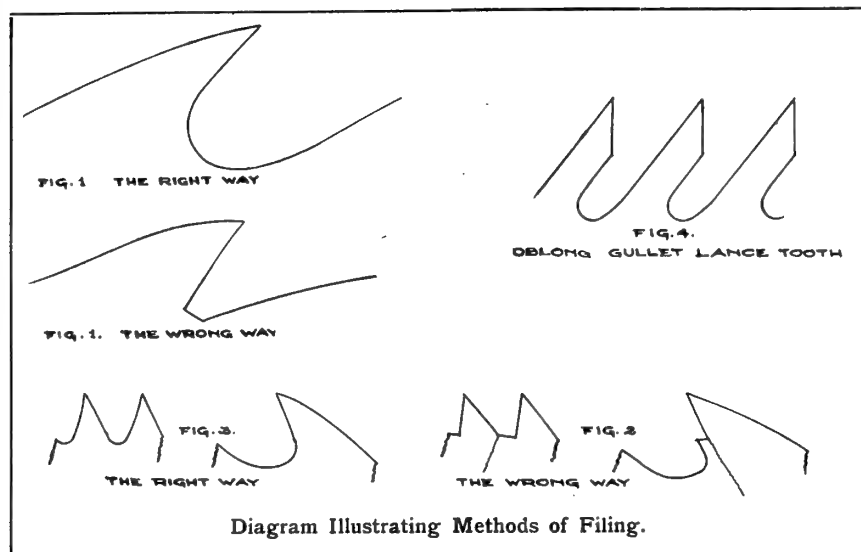 FIG. 1 THE RIGHT WAY
FIG. 4.
OBLONG GULLET LANCE TOOTH
FIG. 1. THE WRONG WAY
FIG. 3.
THE RIGHT WAY
FIG. 2
THE WRONG WAY
Diagram Illustrating Methods of Filing.